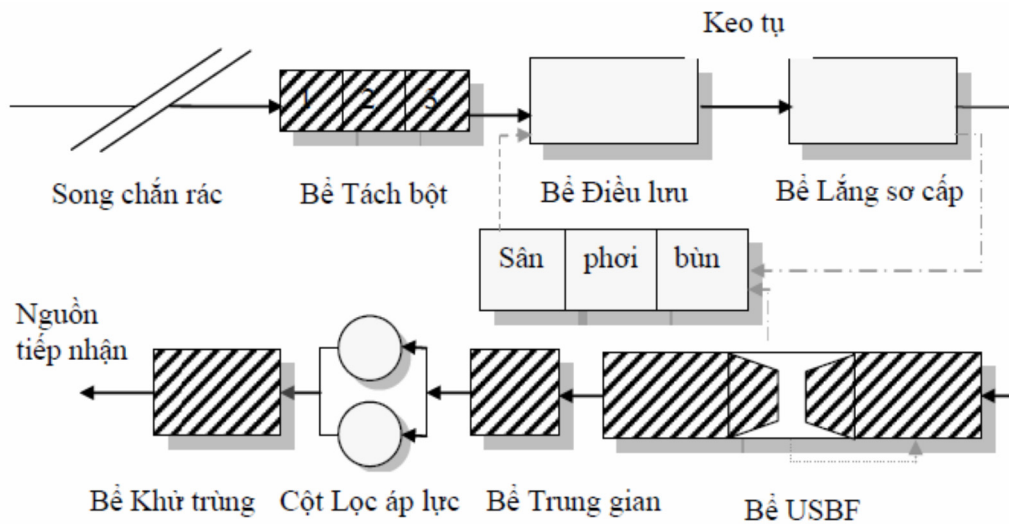 Keo tụ
1 2 3
Song chắn rác
Bể Tách bột
Bể Điều lưu
Bể Lắng sơ cấp
Sân phơi bùn
Nguồn
tiếp nhận
Bể Khử trùng
Cột Lọc áp lực
Bể Trung gian
Bể USBF